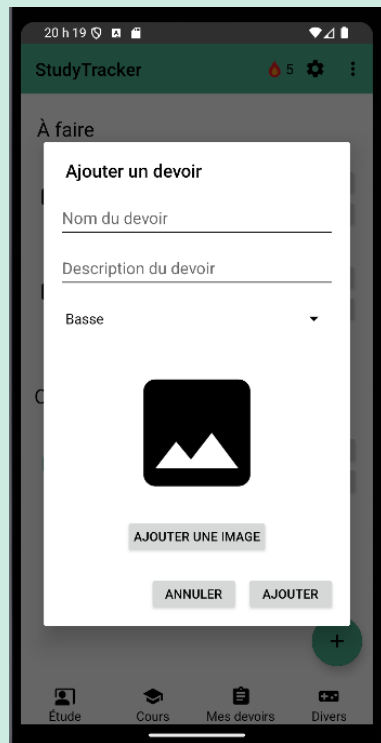 20 h 19
StudyTracker 5
À faire
Ajouter un devoir
Nom du devoir
Description du devoir
Basse
AJOUTER UNE IMAGE
ANNULER AJOUTER
Étude Cours Mes devoirs Divers